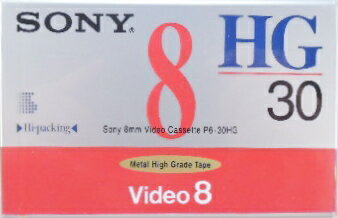 SONY®
8
HG
30
Hi-packing
Sony 8mm Video Cassette P6-30HG
Metal High Grade Tape
Video 8